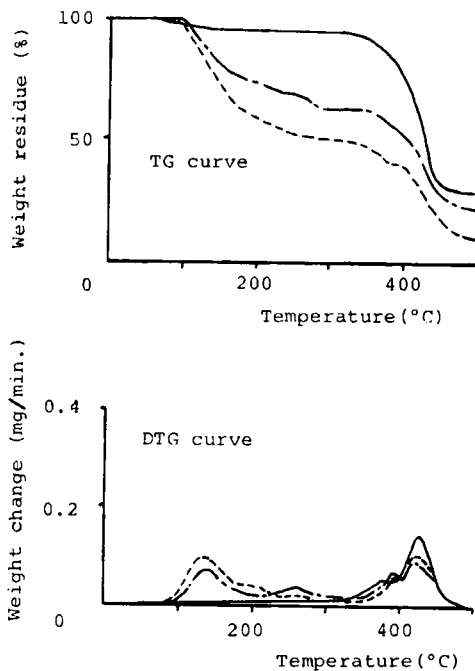 100
Weight residue (%)
50
TG curve
0
200
400
Temperature(°C)
Weight change (mg/min.)
0.4
DTG curve
0.2
0
200
400
Temperature(°C)